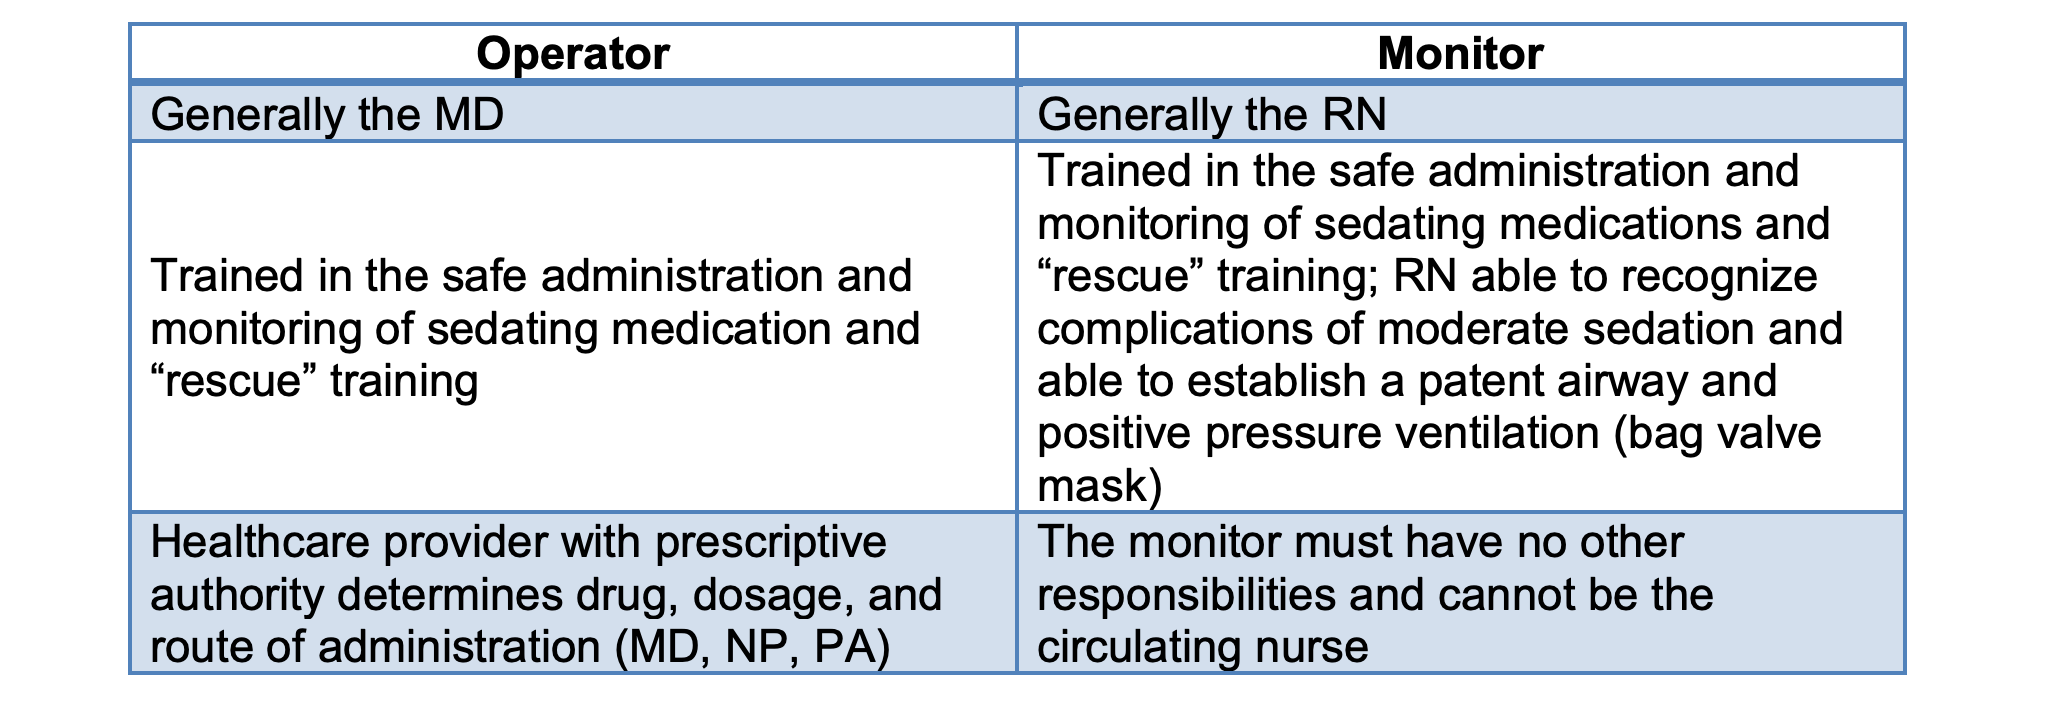 Operator
Monitor
Generally the MD
Generally the RN
Trained in the safe administration and
monitoring of sedating medication and
“rescue” training
Trained in the safe administration and
monitoring of sedating medications and
“rescue” training; RN able to recognize
complications of moderate sedation and
able to establish a patent airway and
positive pressure ventilation (bag valve
mask)
Healthcare provider with prescriptive
authority determines drug, dosage, and
route of administration (MD, NP, PA)
The monitor must have no other
responsibilities and cannot be the
circulating nurse